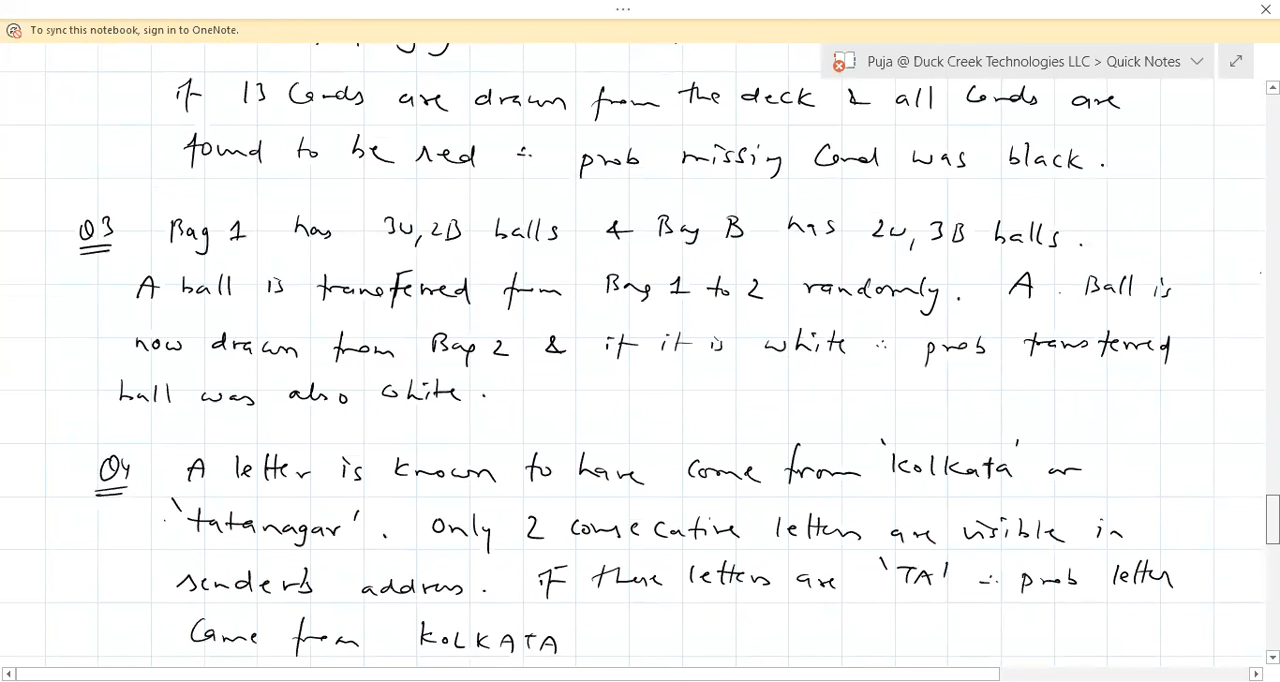 To sync this notebook, sign in to OneNote.
Puja @ Duck Creek Technologies LLC > Quick Notes
if 13 Cards are drawn from the deck & all Cards are
found to be red ∴ prob missing Card was black.
Q3 Bag 1 has 3W, 2B balls & Bag B has 2W, 3B balls.
A ball is transferred from Bag 1 to 2 randomly. A Ball is
now drawn from Bag 2 & if it is white ∴ prob transferred
ball was also white.
Q4 A letter is known to have come from 'Kolkata' or
'tatanagar'. Only 2 consecutive letters are visible in
senders address. if these letters are 'TA' ∴ prob letter
Came from KOLKATA